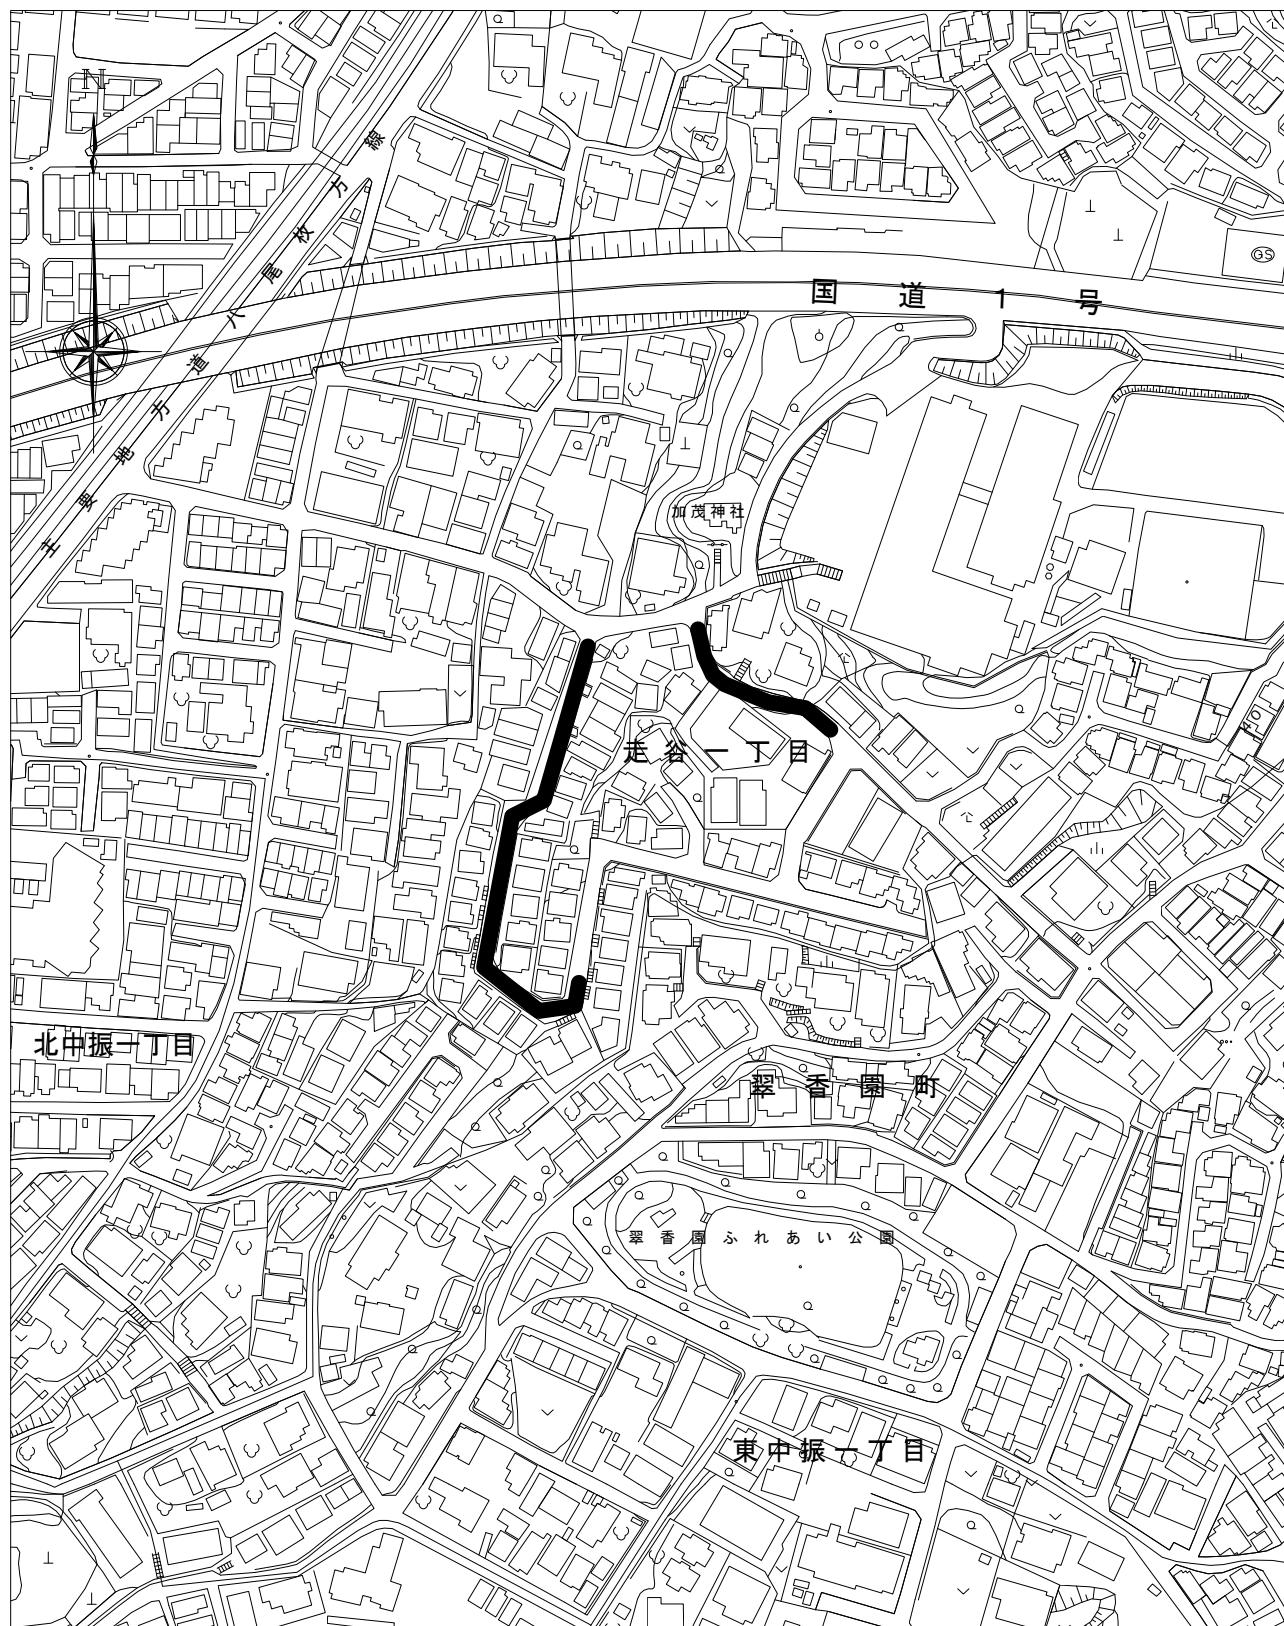 N
主要地方道八尾枚方線
国道1号
GS
加茂神社
走谷一丁目
北中振一丁目
翠香園町
翠香園ふれあい公園
東中振一丁目